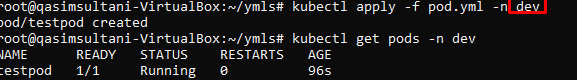 root@qasimsultani-VirtualBox:~/ymls# kubectl apply -f pod.yml -n dev
pod/testpod created
root@qasimsultani-VirtualBox:~/ymls# kubectl get pods -n dev
NAME READY STATUS RESTARTS AGE
testpod 1/1 Running 0 96s